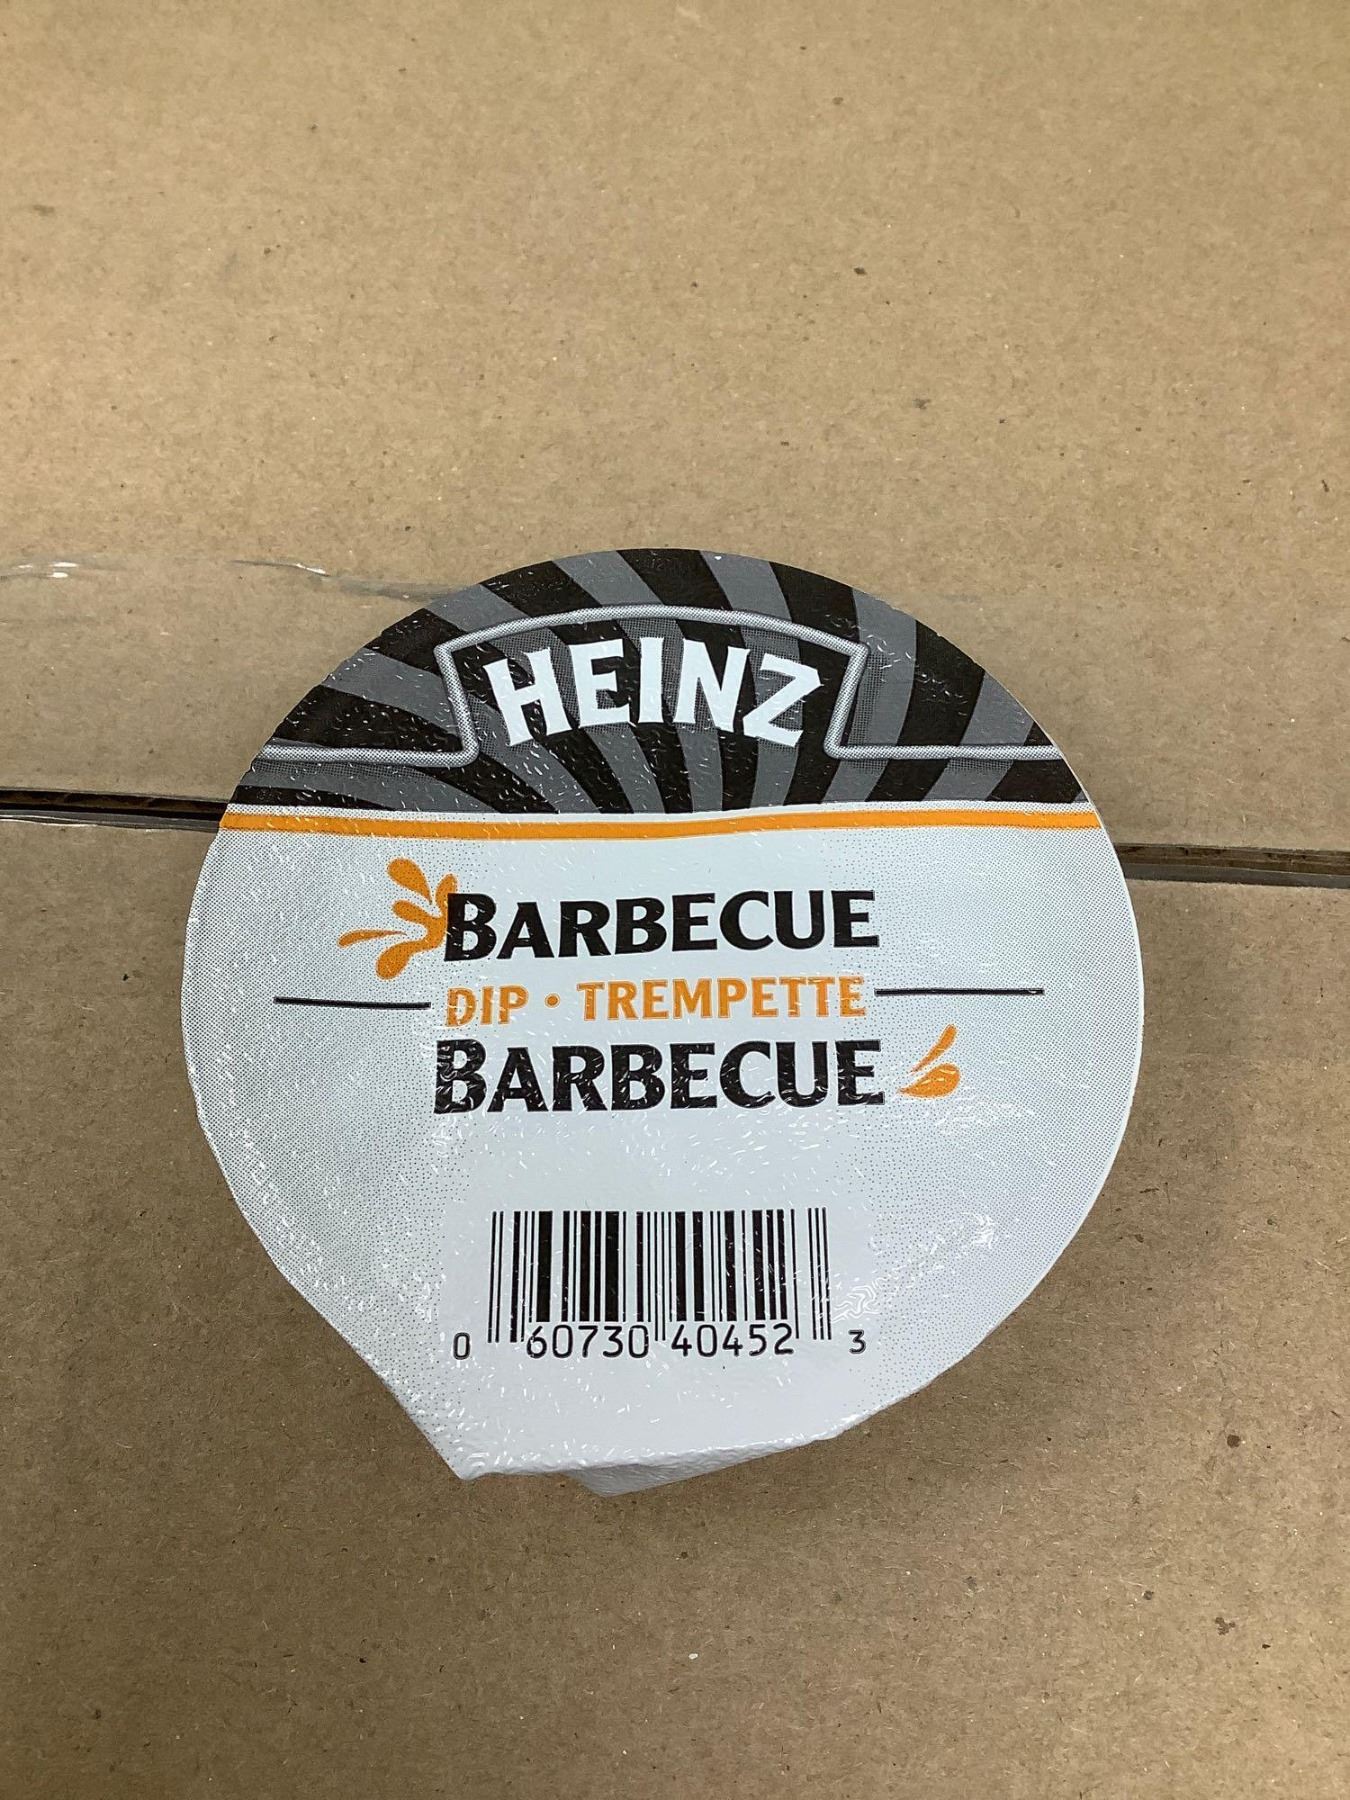 HEINZ
BARBECUE
DIP • TREMPETTE
BARBECUE
0 60730 40452 3